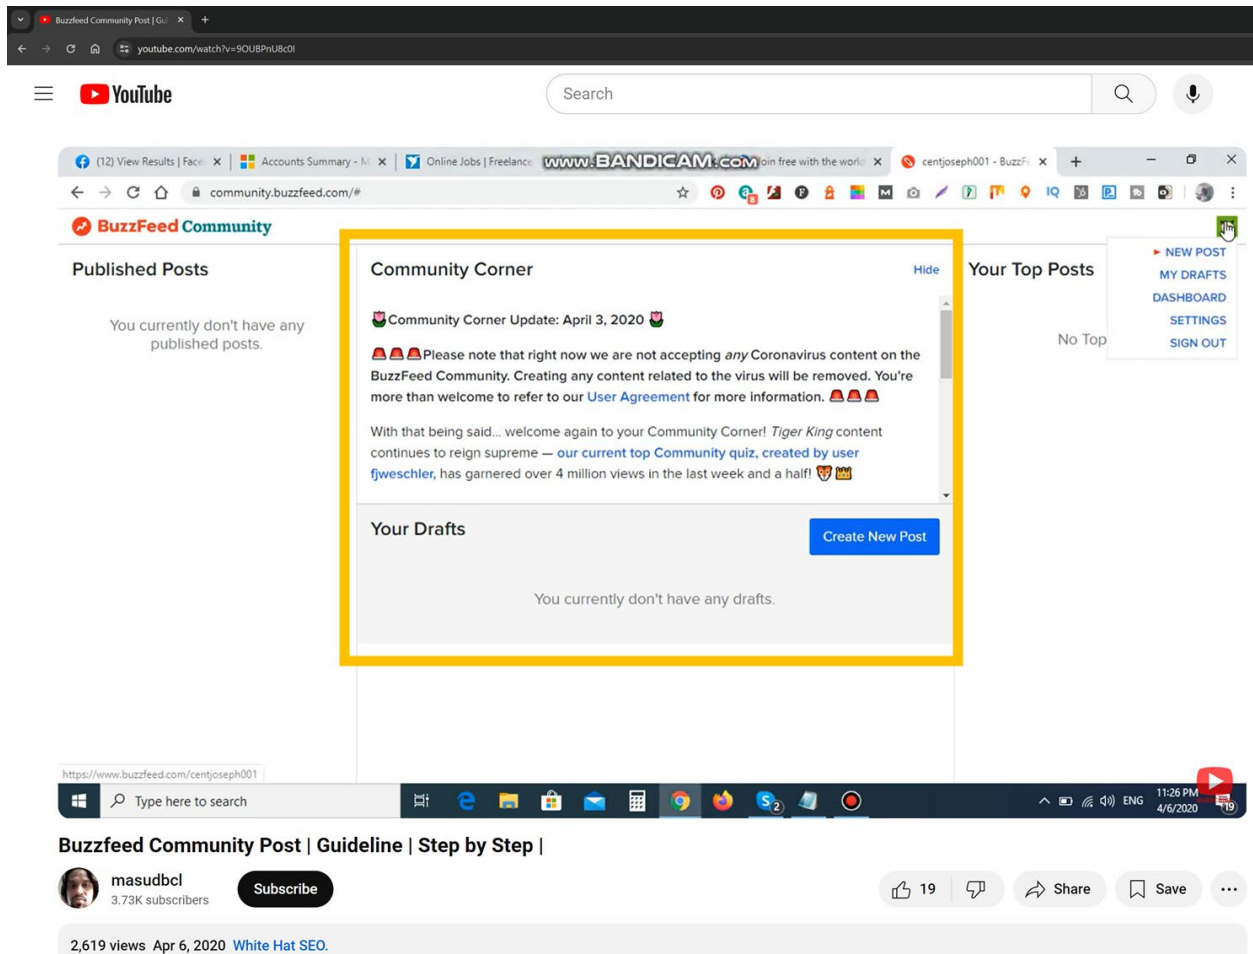 Buzzfeed Community Post | Gui
youtube.com/watch?v=9OUBPnU8c0I
YouTube
Search
(12) View Results | Face
Accounts Summary - M
Online Jobs | Freelance
WWW.BANDICAM.COM
oin free with the world
centjoseph001 - BuzzFe
community.buzzfeed.com/#
BuzzFeed Community
NEW POST
MY DRAFTS
DASHBOARD
SETTINGS
SIGN OUT
Published Posts
You currently don't have any
published posts.
Community Corner
Hide
🌷Community Corner Update: April 3, 2020 🌷
🚨🚨🚨Please note that right now we are not accepting any Coronavirus content on the
BuzzFeed Community. Creating any content related to the virus will be removed. You're
more than welcome to refer to our User Agreement for more information. 🚨🚨🚨
With that being said... welcome again to your Community Corner! Tiger King content
continues to reign supreme — our current top Community quiz, created by user
fjweschler, has garnered over 4 million views in the last week and a half! 🐯👑
Your Drafts
Create New Post
You currently don't have any drafts.
Your Top Posts
No Top
https://www.buzzfeed.com/centjoseph001
Type here to search
ENG
11:26 PM
4/6/2020
19
Buzzfeed Community Post | Guideline | Step by Step |
masudbcl
3.73K subscribers
Subscribe
19
Share
Save
2,619 views Apr 6, 2020 White Hat SEO.